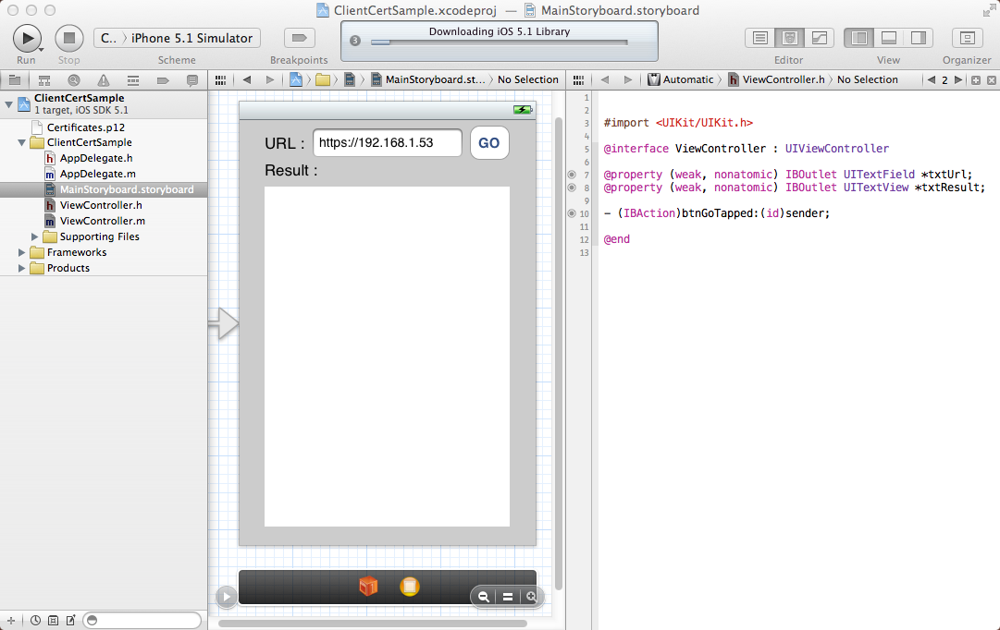 ClientCertSample.xcodeproj — MainStoryboard.storyboard
Run
Stop
C.. 〉 iPhone 5.1 Simulator
Scheme
Breakpoints
3
Downloading iOS 5.1 Library
Editor
View
Organizer
MainStoryboard.st... 〉 No Selection
Automatic 〉 ViewController.h 〉 No Selection
2
ClientCertSample
1 target, iOS SDK 5.1
Certificates.p12
ClientCertSample
h AppDelegate.h
m AppDelegate.m
MainStoryboard.storyboard
h ViewController.h
m ViewController.m
Supporting Files
Frameworks
Products
URL : https://192.168.1.53 GO
Result :
1
2
3 #import <UIKit/UIKit.h>
4
5 @interface ViewController : UIViewController
6
7 @property (weak, nonatomic) IBOutlet UITextField *txtUrl;
8 @property (weak, nonatomic) IBOutlet UITextView *txtResult;
9
10 - (IBAction)btnGoTapped:(id)sender;
11
12 @end
13